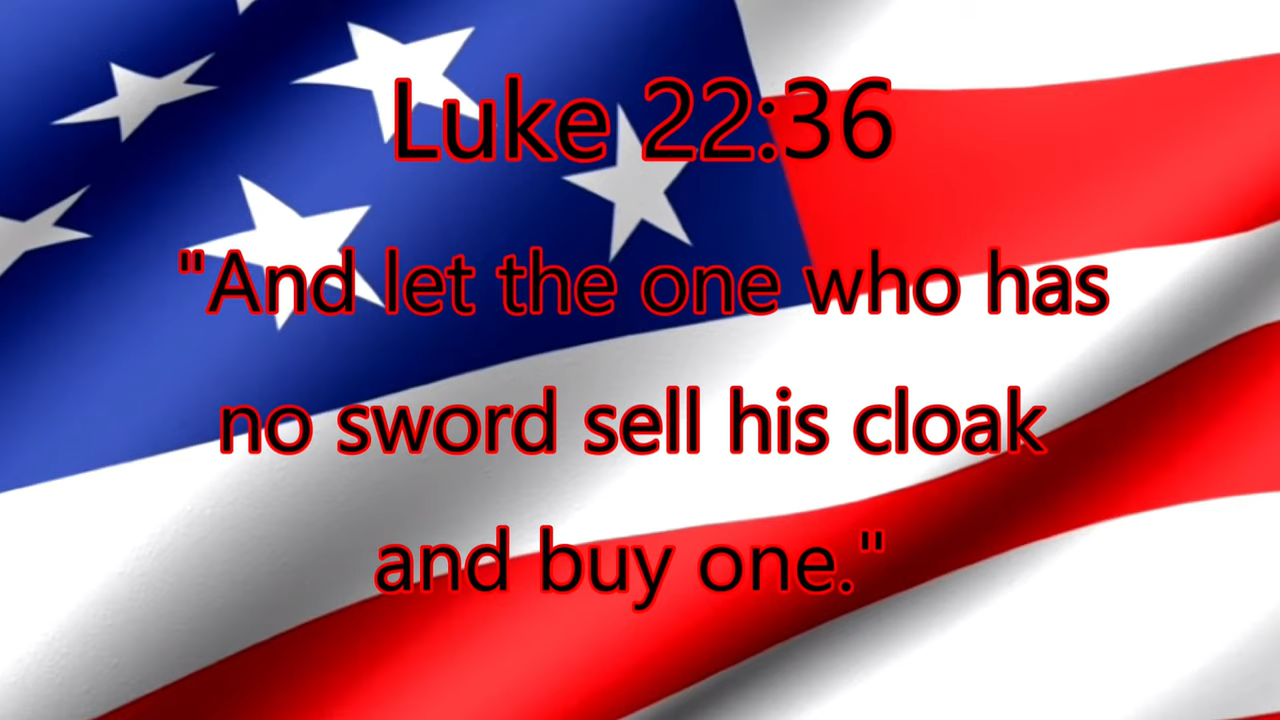 Luke 22:36
"And let the one who has
no sword sell his cloak
and buy one."